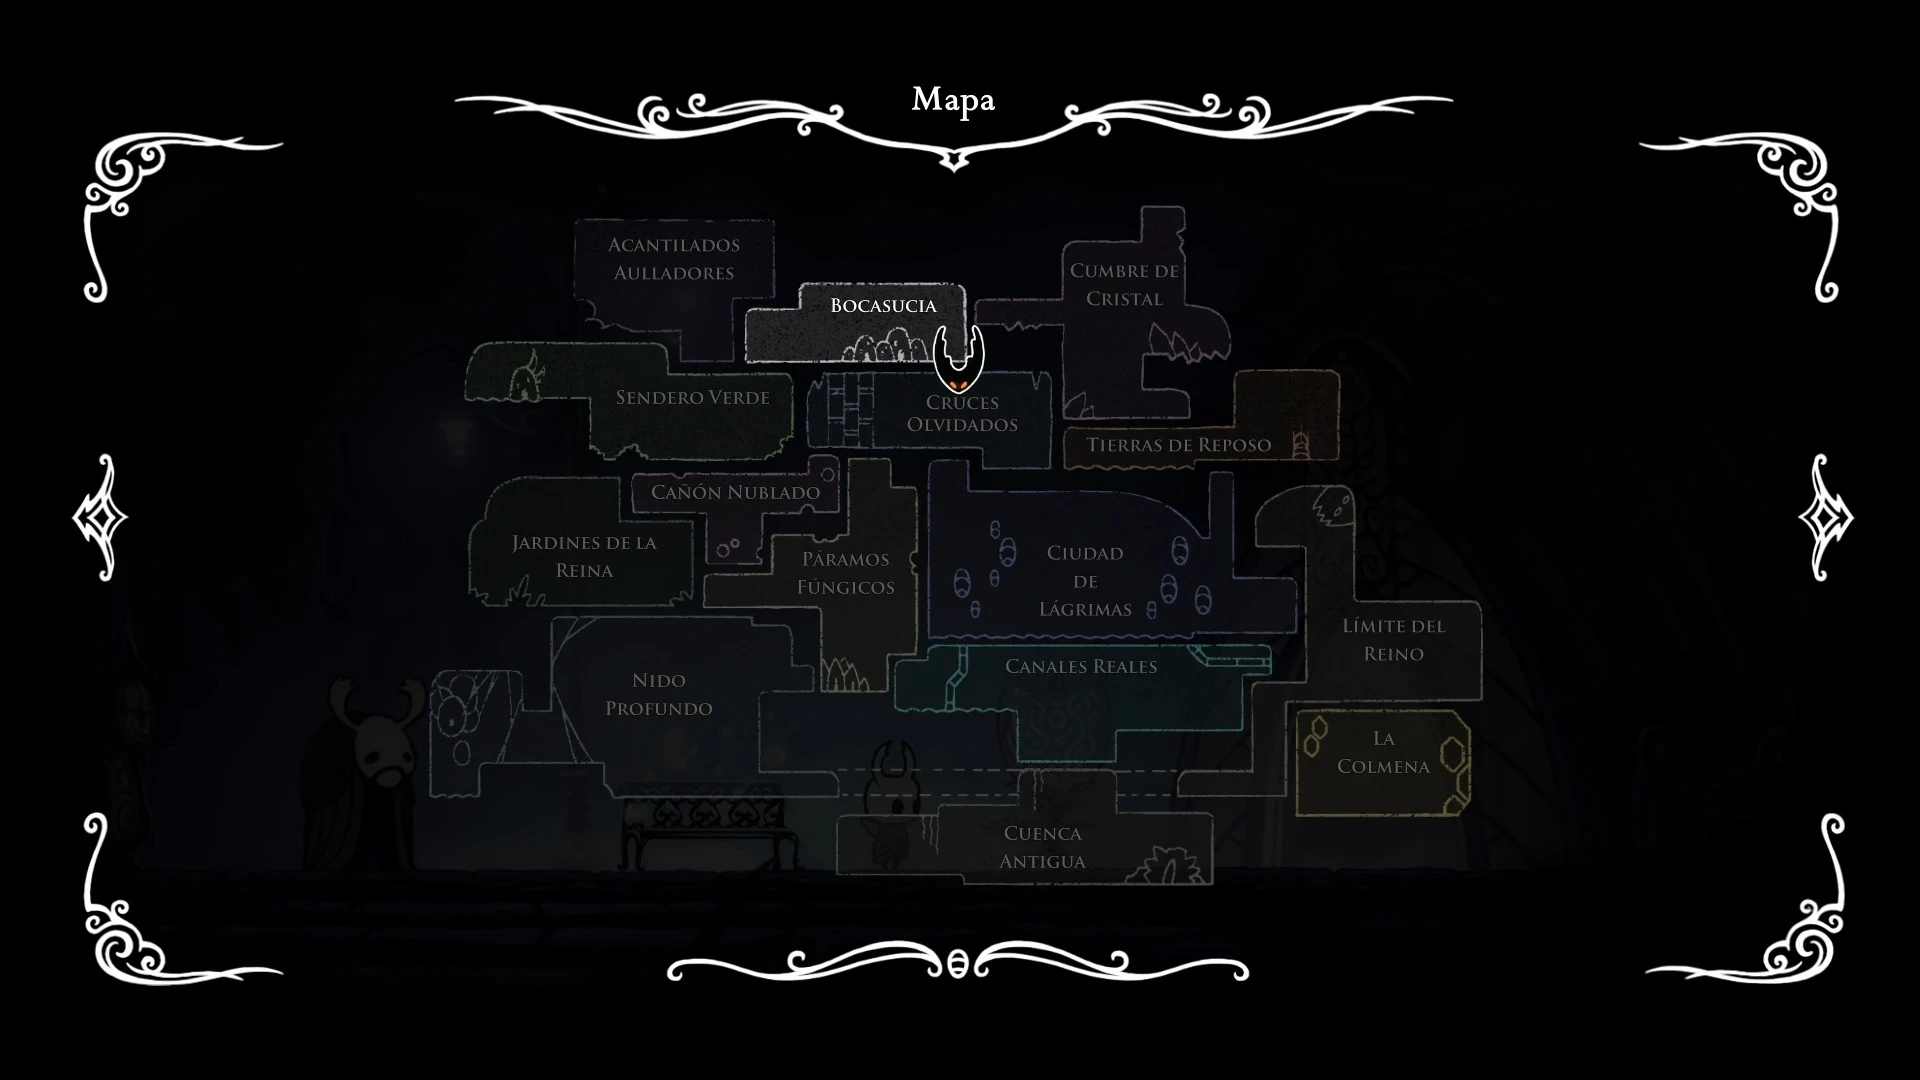 Mapa
ACANTILADOS
AULLADORES
BOCASUCIA
CUMBRE DE
CRISTAL
SENDERO VERDE
CRUCES
OLVIDADOS
TIERRAS DE REPOSO
CAÑÓN NUBLADO
JARDINES DE LA
REINA
PÁRAMOS
FÚNGICOS
CIUDAD
DE
LÁGRIMAS
LÍMITE DEL
REINO
NIDO
PROFUNDO
CANALES REALES
LA
COLMENA
CUENCA
ANTIGUA